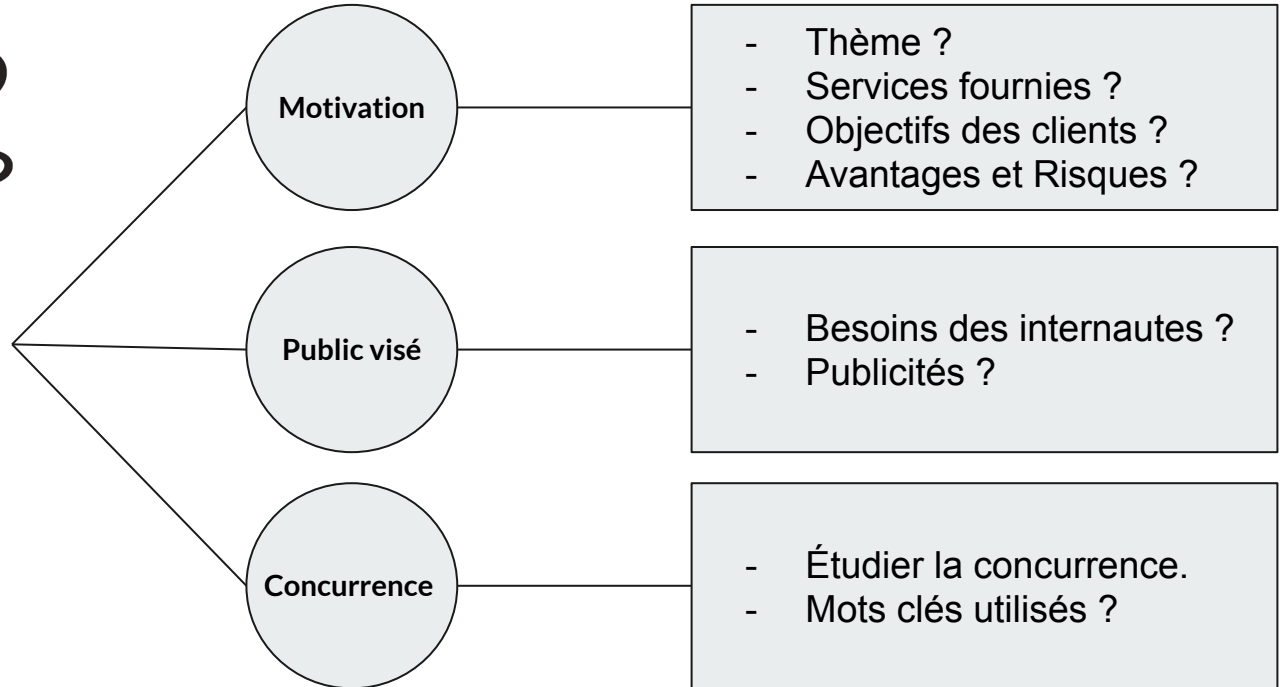 Motivation
- Thème ?
- Services fournies ?
- Objectifs des clients ?
- Avantages et Risques ?
Public visé
- Besoins des internautes ?
- Publicités ?
Concurrence
- Étudier la concurrence.
- Mots clés utilisés ?